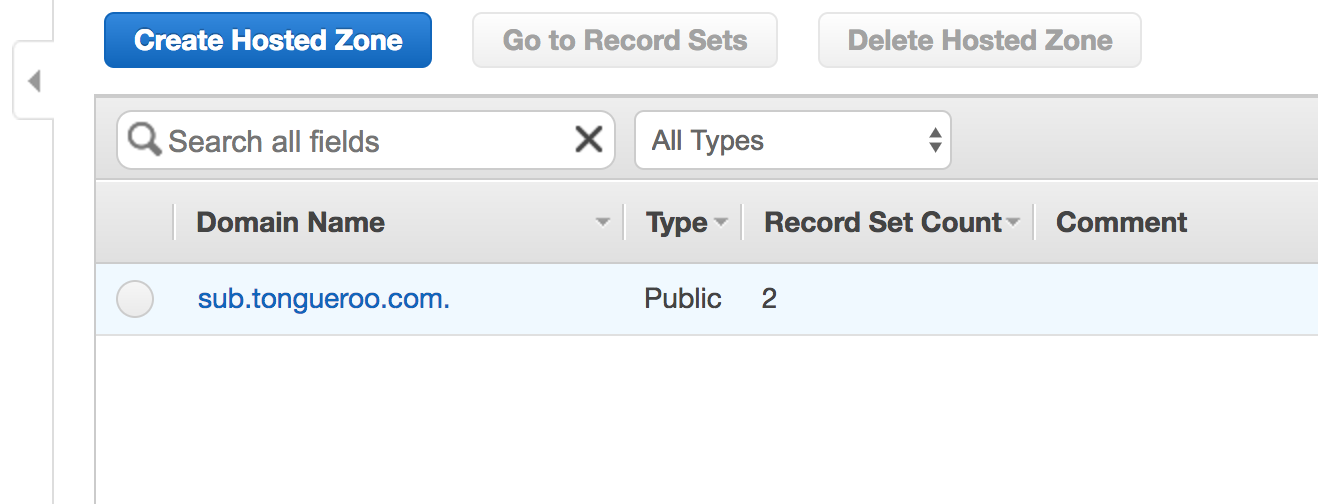 Create Hosted Zone Go to Record Sets Delete Hosted Zone
Search all fields All Types
Domain Name Type Record Set Count Comment
sub.tongueroo.com. Public 2